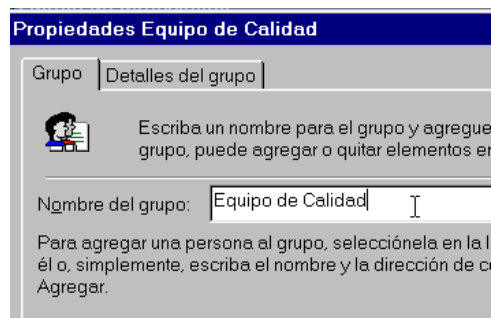 Propiedades Equipo de Calidad
Grupo
Detalles del grupo
Escriba un nombre para el grupo y agregue
grupo, puede agregar o quitar elementos en
Nombre del grupo: Equipo de Calidad
Para agregar una persona al grupo, selecciónela en la l
él o, simplemente, escriba el nombre y la dirección de c
Agregar.